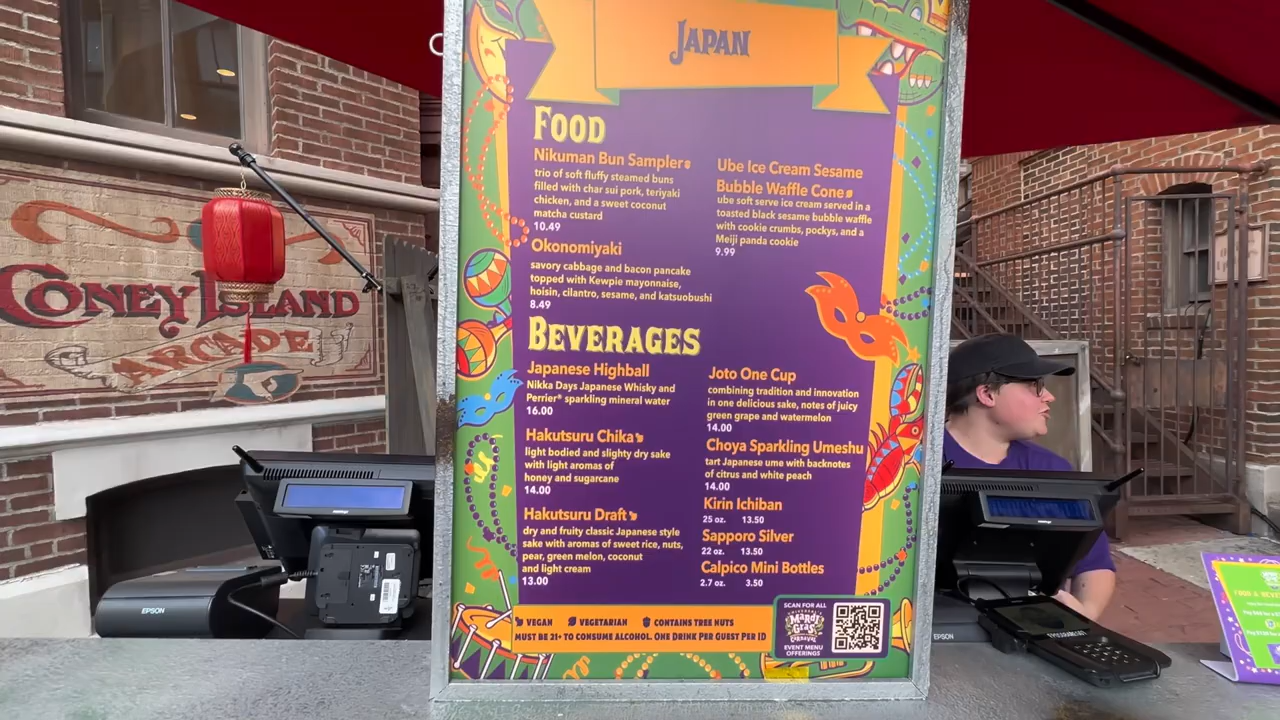 JAPAN
FOOD
Nikuman Bun Sampler
trio of soft fluffy steamed buns
filled with char sui pork, teriyaki
chicken, and a sweet coconut
matcha custard
10.49
Okonomiyaki
savory cabbage and bacon pancake
topped with Kewpie mayonnaise,
hoisin, cilantro, sesame, and katsuobushi
8.49
Ube Ice Cream Sesame
Bubble Waffle Cone
ube soft serve ice cream served in a
toasted black sesame bubble waffle
with cookie crumbs, pockys, and a
Meiji panda cookie
9.99
BEVERAGES
Japanese Highball
Nikka Days Japanese Whisky and
Perrier® sparkling mineral water
16.00
Hakutsuru Chika
light bodied and slighty dry sake
with light aromas of
honey and sugarcane
14.00
Hakutsuru Draft
dry and fruity classic Japanese style
sake with aromas of sweet rice, nuts,
pear, green melon, coconut
and light cream
13.00
Joto One Cup
combining tradition and innovation
in one delicious sake, notes of juicy
green grape and watermelon
14.00
Choya Sparkling Umeshu
tart Japanese ume with backnotes
of citrus and white peach
14.00
Kirin Ichiban
25 oz. 13.50
Sapporo Silver
22 oz. 13.50
Calpico Mini Bottles
2.7 oz. 3.50
VEGAN VEGETARIAN CONTAINS TREE NUTS
MUST BE 21+ TO CONSUME ALCOHOL. ONE DRINK PER GUEST PER ID
SCAN FOR ALL
MARDI GRAS
EVENT MENU
OFFERINGS
CONEY ISLAND
ARCADE
EPSON
EPSON